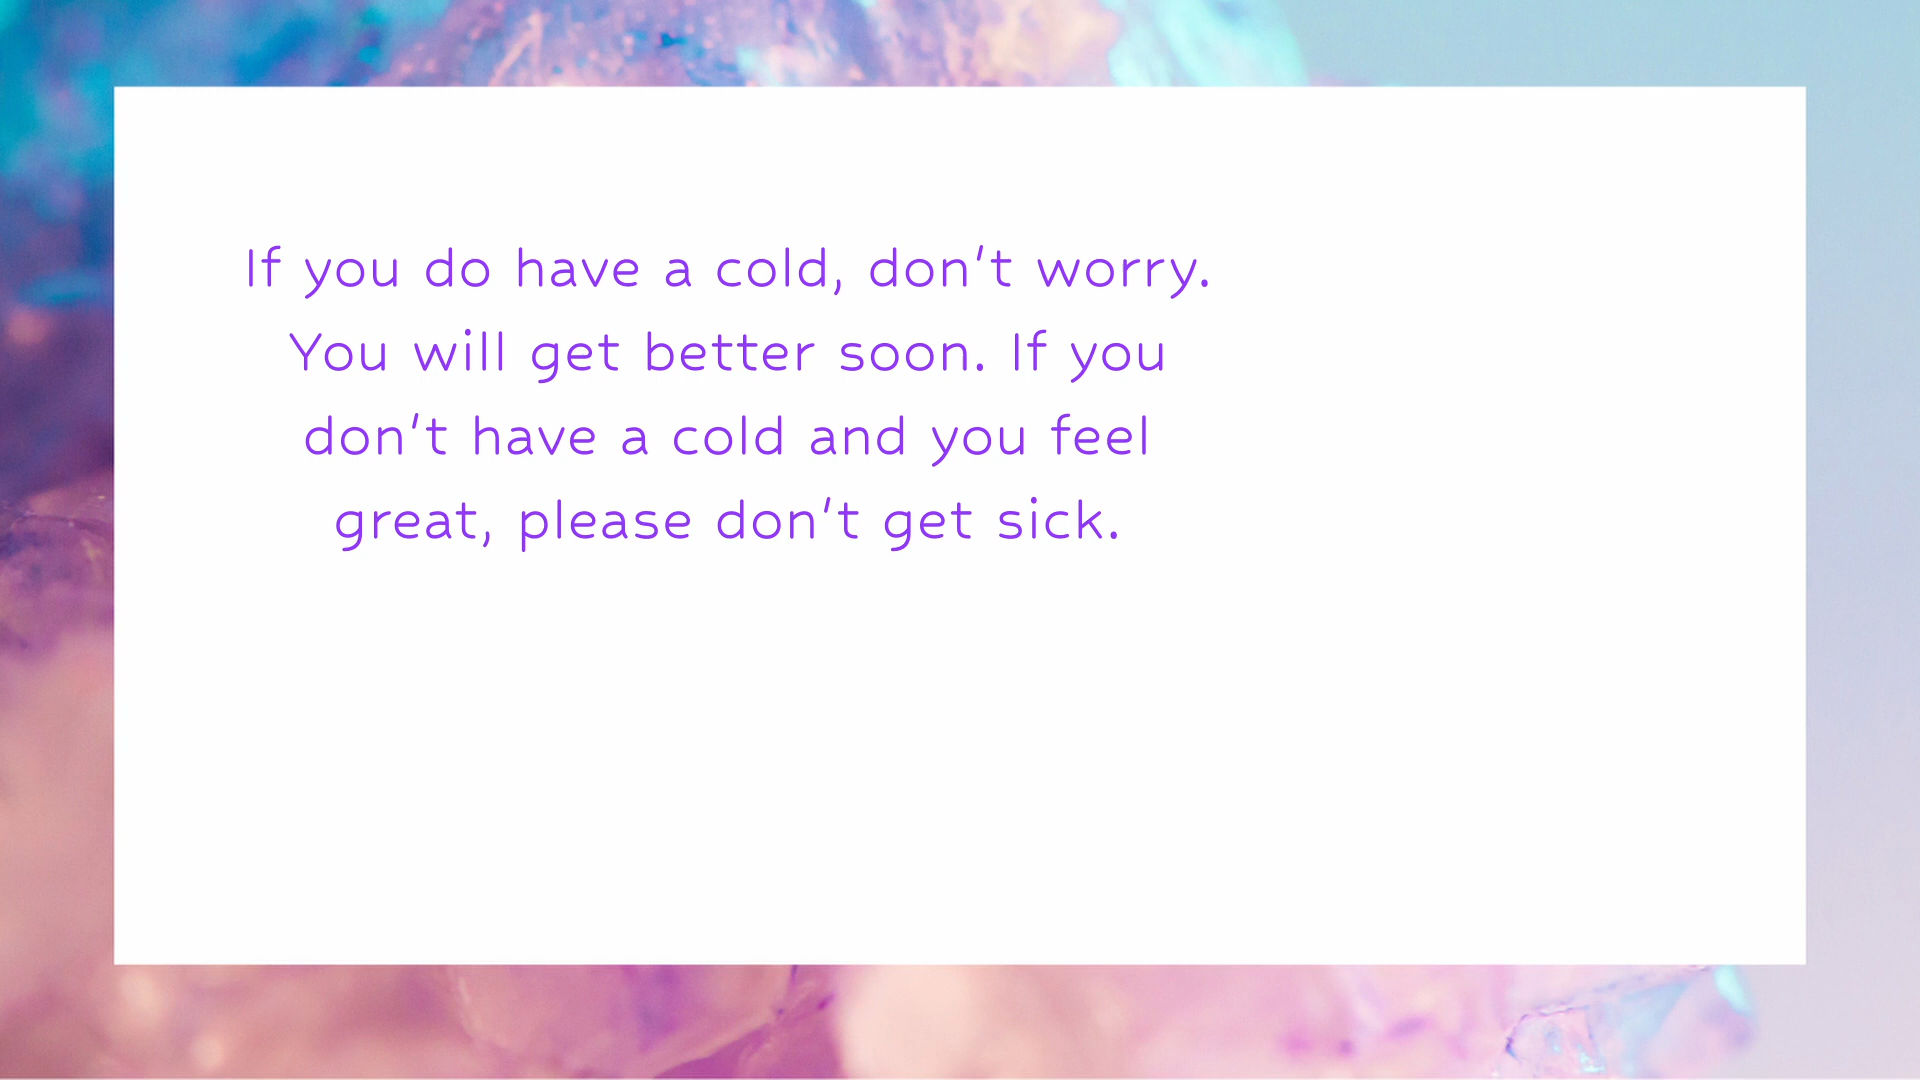 If you do have a cold, don't worry.
You will get better soon. If you
don't have a cold and you feel
great, please don't get sick.